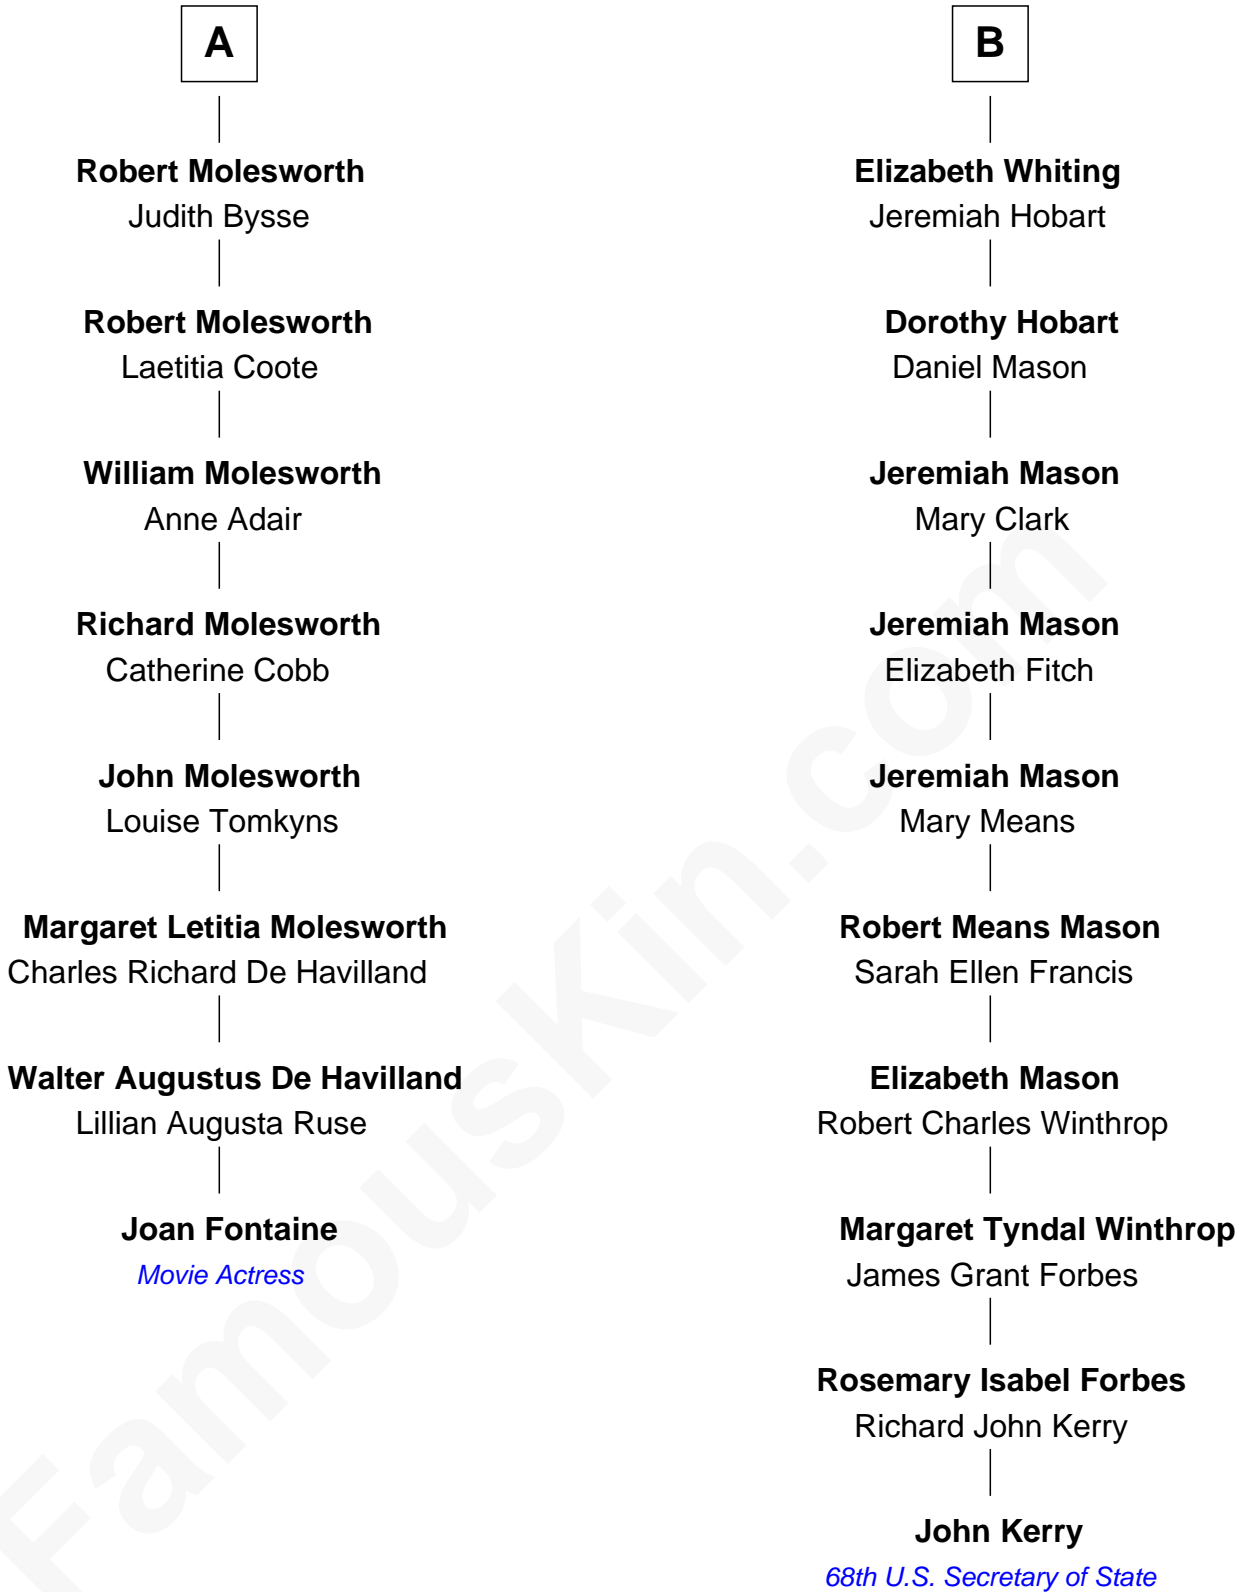 A
Robert Molesworth
Judith Bysse
Robert Molesworth
Laetitia Coote
William Molesworth
Anne Adair
Richard Molesworth
Catherine Cobb
John Molesworth
Louise Tomkyns
Margaret Letitia Molesworth
Charles Richard De Havilland
Walter Augustus De Havilland
Lillian Augusta Ruse
Joan Fontaine
Movie Actress
B
Elizabeth Whiting
Jeremiah Hobart
Dorothy Hobart
Daniel Mason
Jeremiah Mason
Mary Clark
Jeremiah Mason
Elizabeth Fitch
Jeremiah Mason
Mary Means
Robert Means Mason
Sarah Ellen Francis
Elizabeth Mason
Robert Charles Winthrop
Margaret Tyndal Winthrop
James Grant Forbes
Rosemary Isabel Forbes
Richard John Kerry
John Kerry
68th U.S. Secretary of State
FamousKin.com